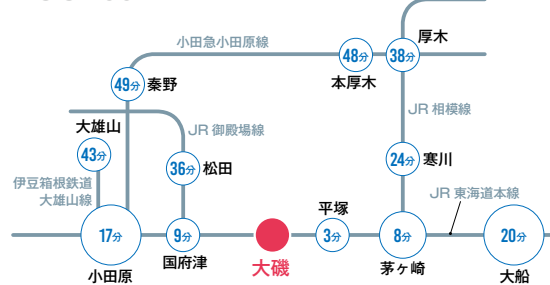 小田急小田原線
厚木
48分
38分
本厚木
49分
秦野
JR 相模線
大雄山
JR 御殿場線
43分
36分
松田
24分
寒川
伊豆箱根鉄道
大雄山線
JR 東海道本線
平塚
17分
9分
3分
8分
20分
小田原
国府津
大磯
茅ヶ崎
大船